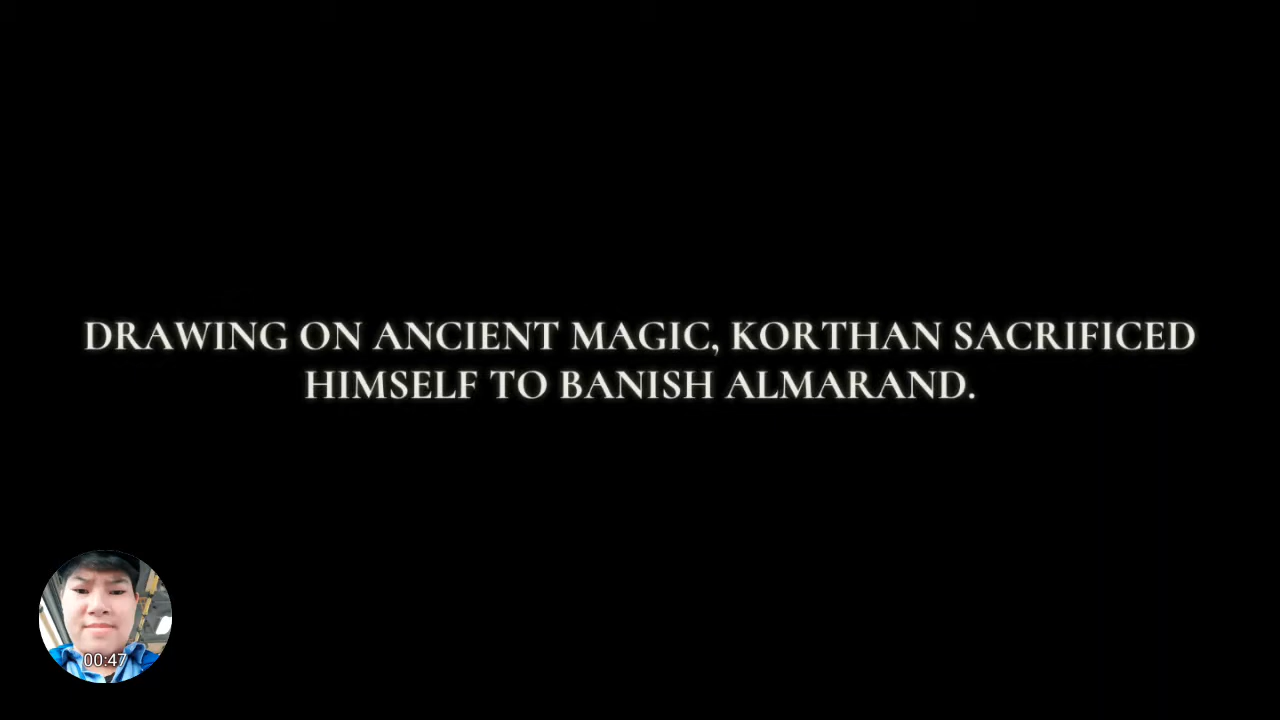 DRAWING ON ANCIENT MAGIC, KORTHAN SACRIFICED
HIMSELF TO BANISH ALMARAND.
00:47